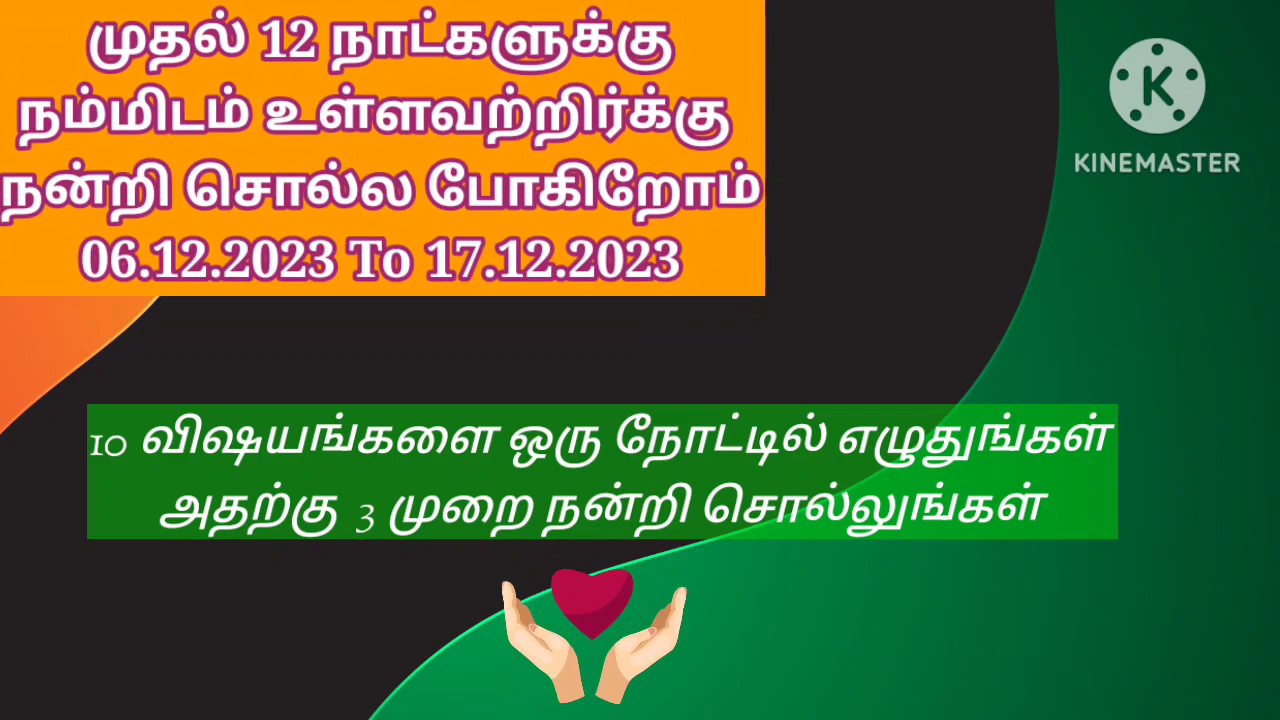 முதல் 12 நாட்களுக்கு
நம்மிடம் உள்ளவற்றிர்க்கு
நன்றி சொல்ல போகிறோம்
06.12.2023 To 17.12.2023
K
KINEMASTER
10 விஷயங்களை ஒரு நோட்டில் எழுதுங்கள்
அதற்கு 3 முறை நன்றி சொல்லுங்கள்